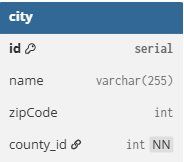 city
id serial
name varchar(255)
zipCode int
county_id int NN